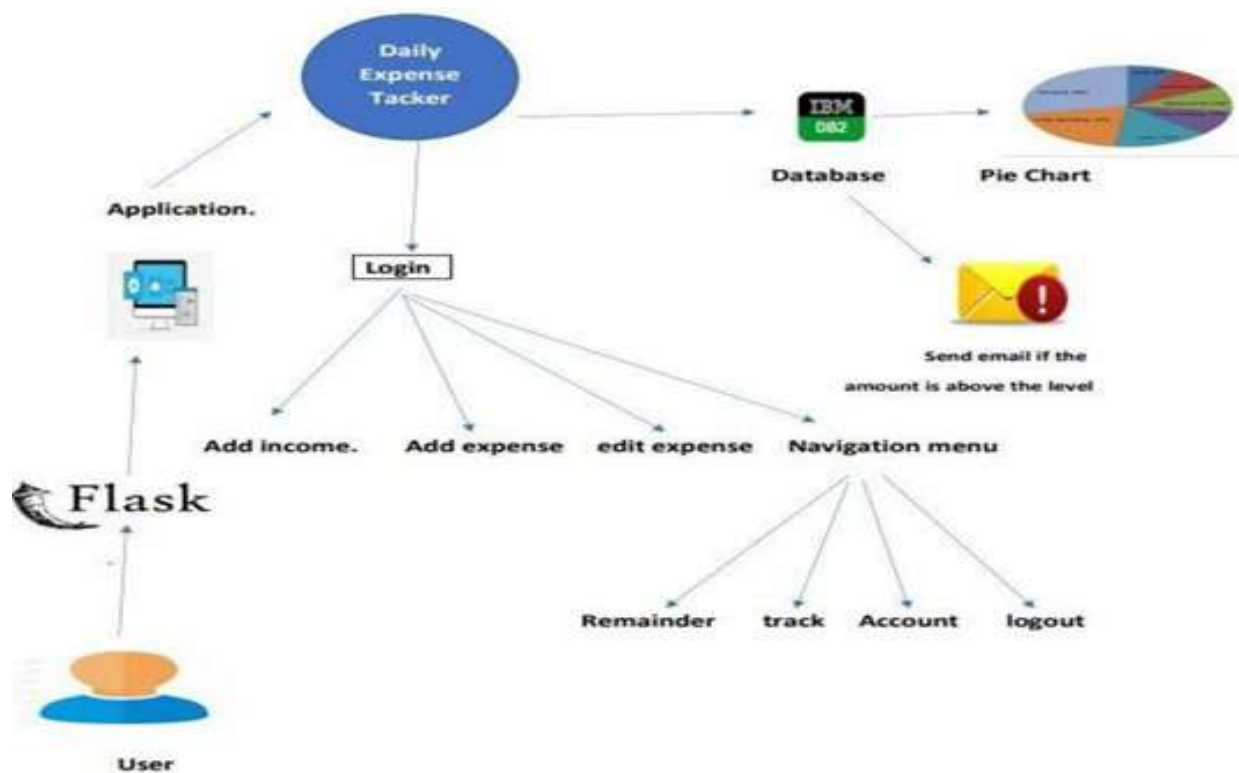 Daily
Expense
Tacker
IBM
DB2
Database
Pie Chart
Application.
Login
Send email if the
amount is above the level
Add income.
Add expense
edit expense
Navigation menu
Flask
Remainder
track
Account
logout
User